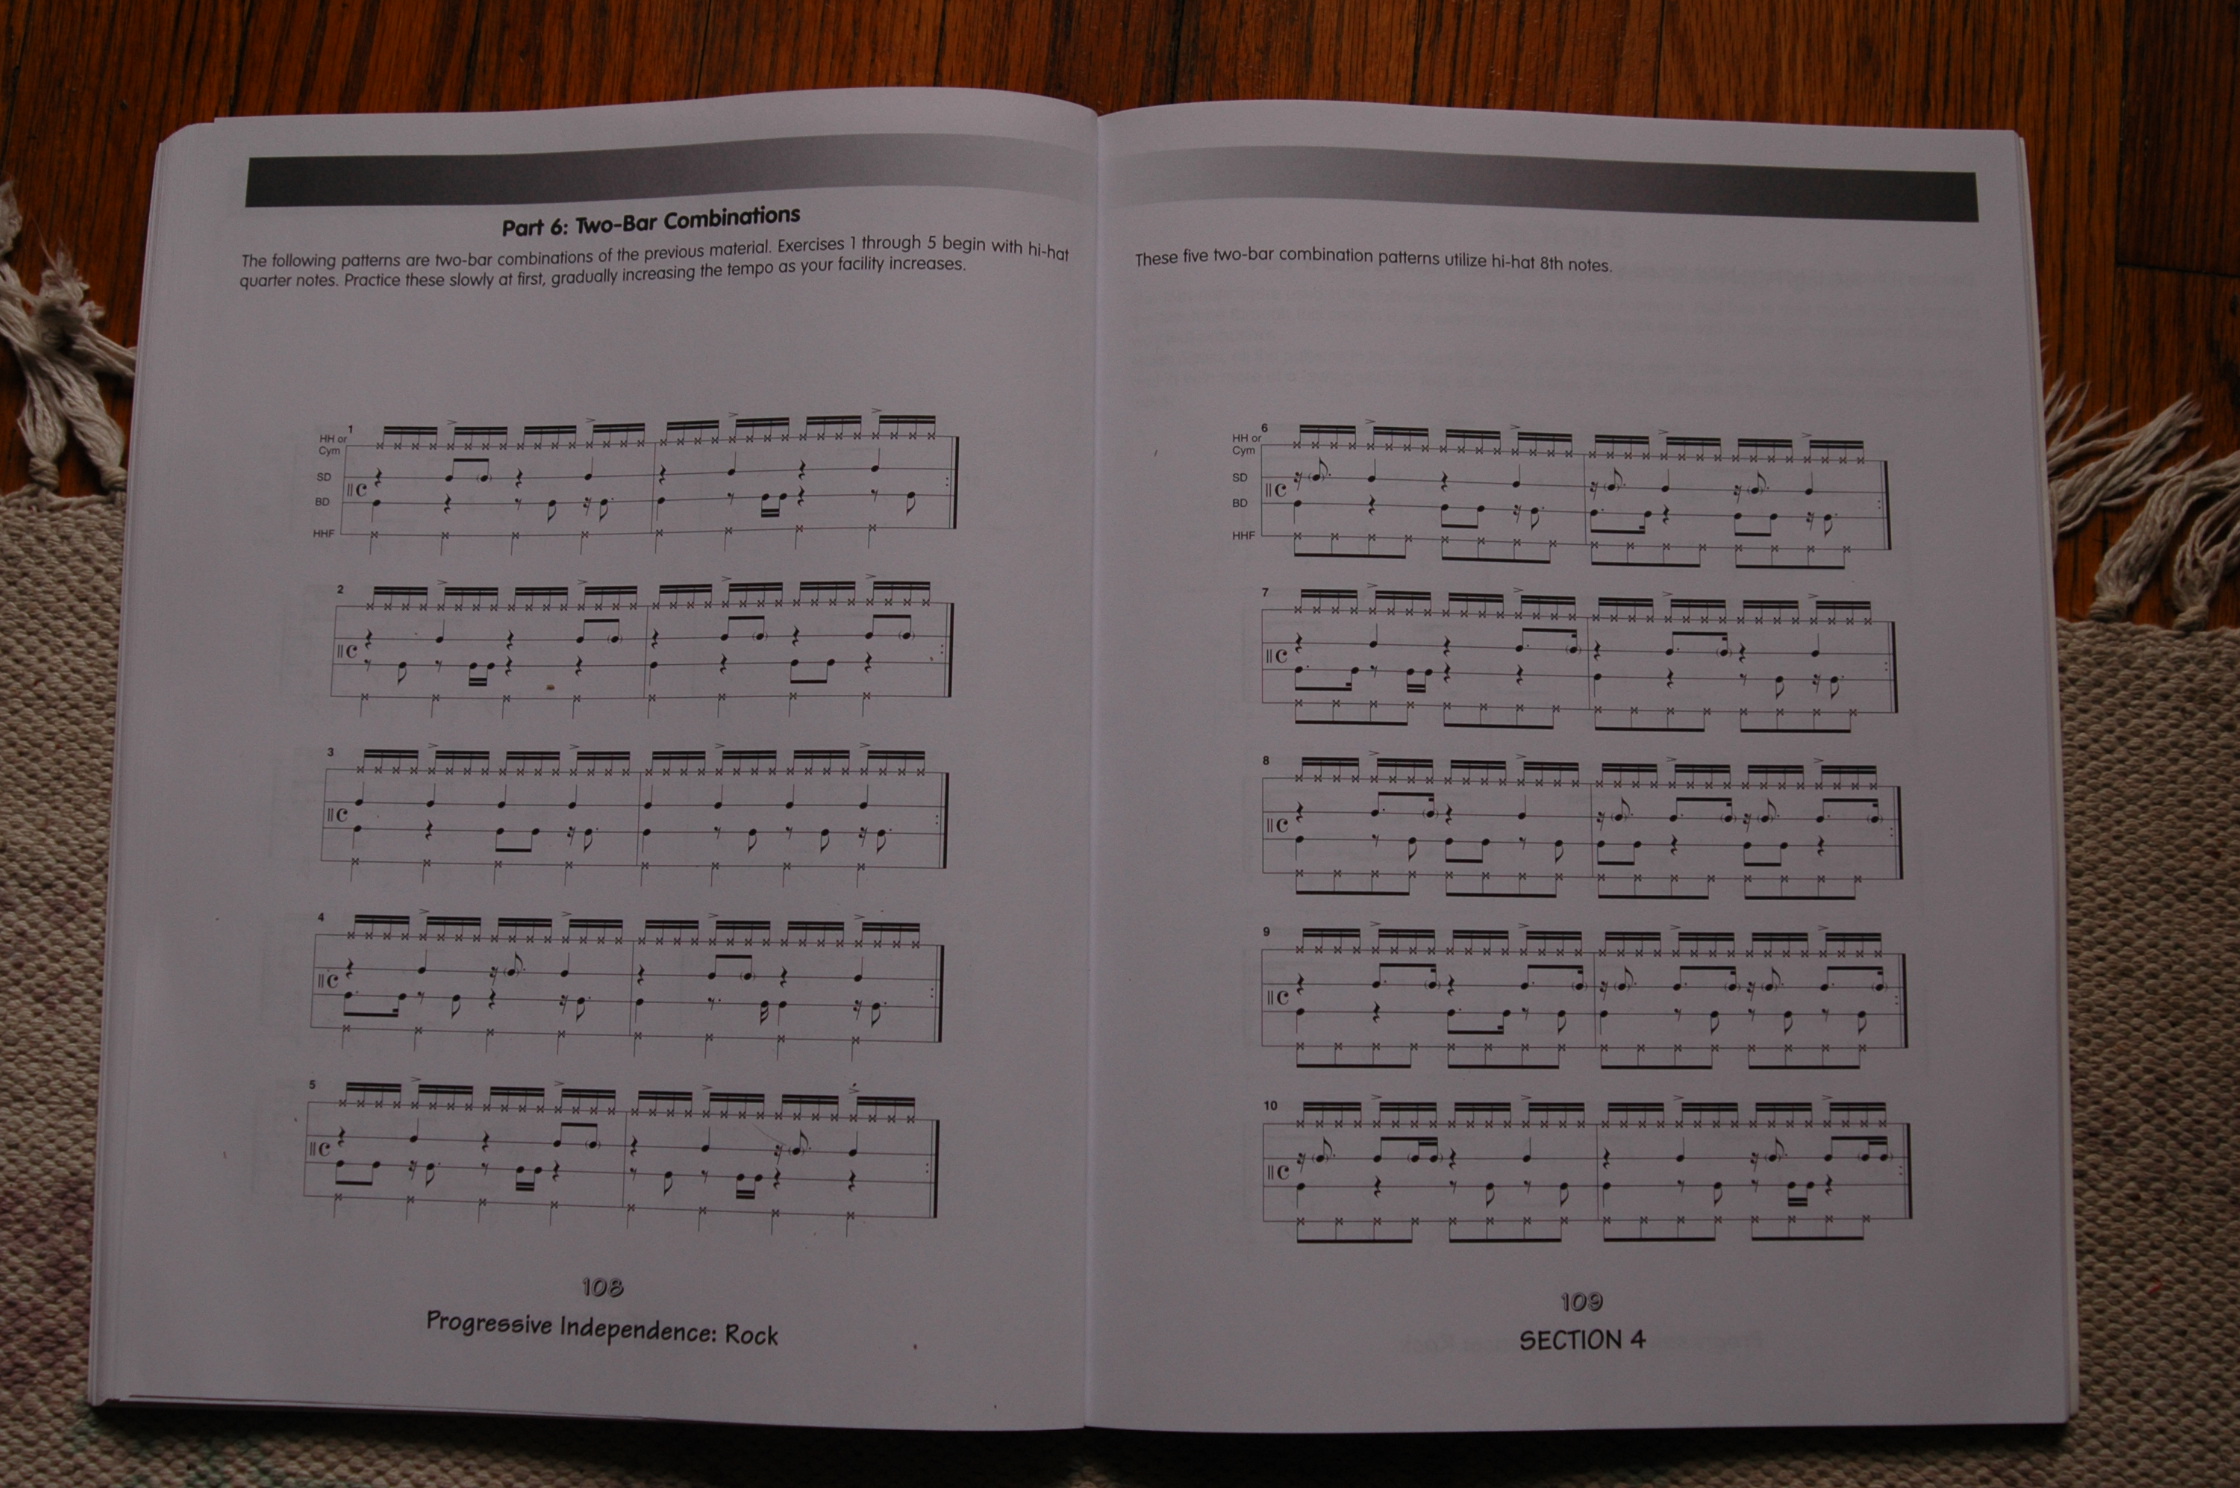 Part 6: Two-Bar Combinations
The following patterns are two-bar combinations of the previous material. Exercises 1 through 5 begin with hi-hat
quarter notes. Practice these slowly at first, gradually increasing the tempo as your facility increases.
1
HH or
Cym
SD
BD
HHF
2
3
4
5
108
Progressive Independence: Rock
These five two-bar combination patterns utilize hi-hat 8th notes.
6
HH or
Cym
SD
BD
HHF
7
8
9
10
109
SECTION 4